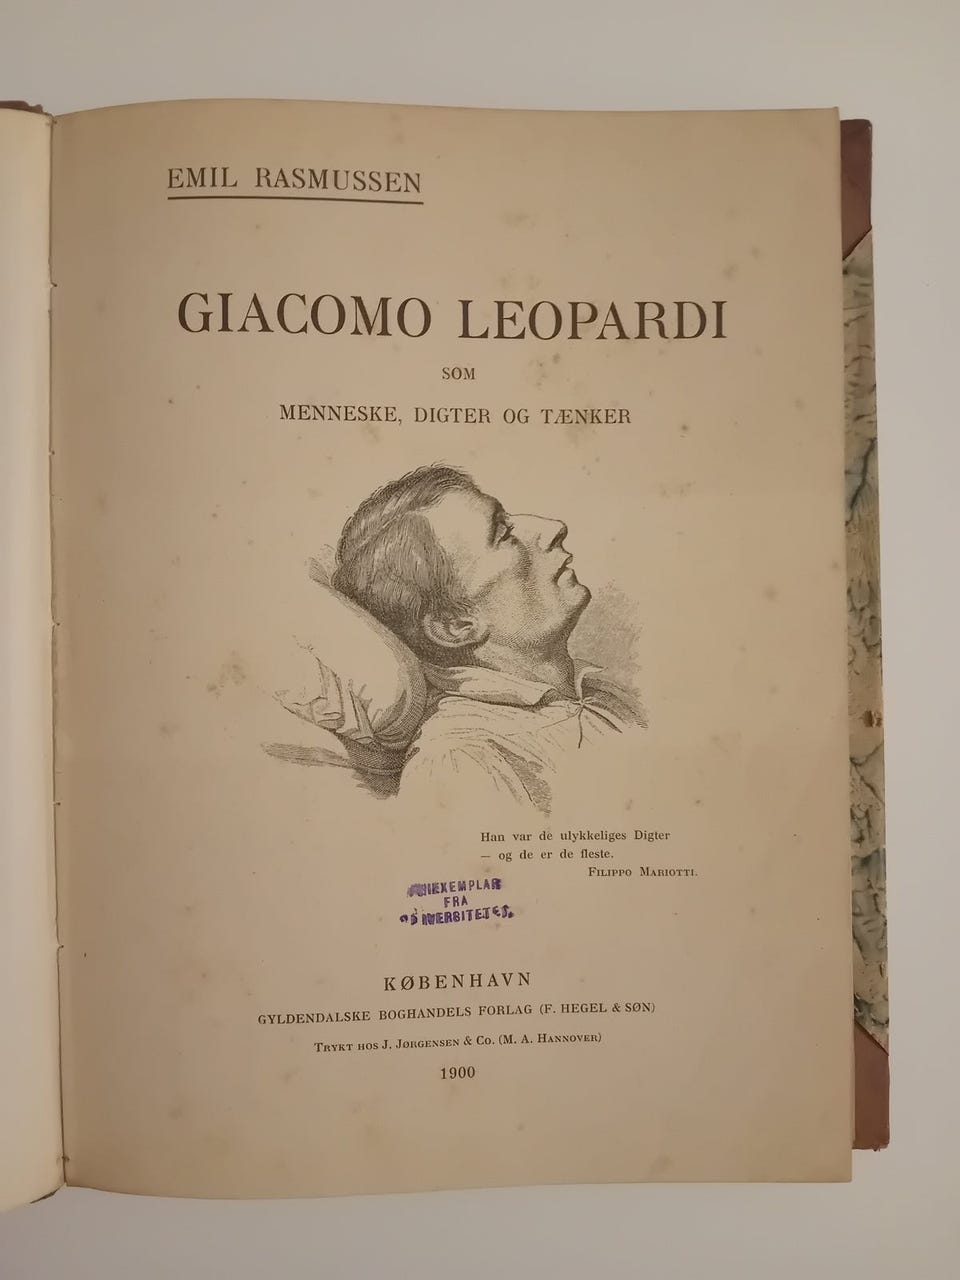 EMIL RASMUSSEN
GIACOMO LEOPARDI
SOM
MENNESKE, DIGTER OG TÆNKER
Han var de ulykkeliges Digter
— og de er de fleste.
FILIPPO MARIOTTI.
FRA
KØBENHAVN
GYLDENDALSKE BOGHANDELS FORLAG (F. HEGEL & SØN)
TRYKT HOS J. JØRGENSEN & CO. (M. A. HANNOVER)
1900